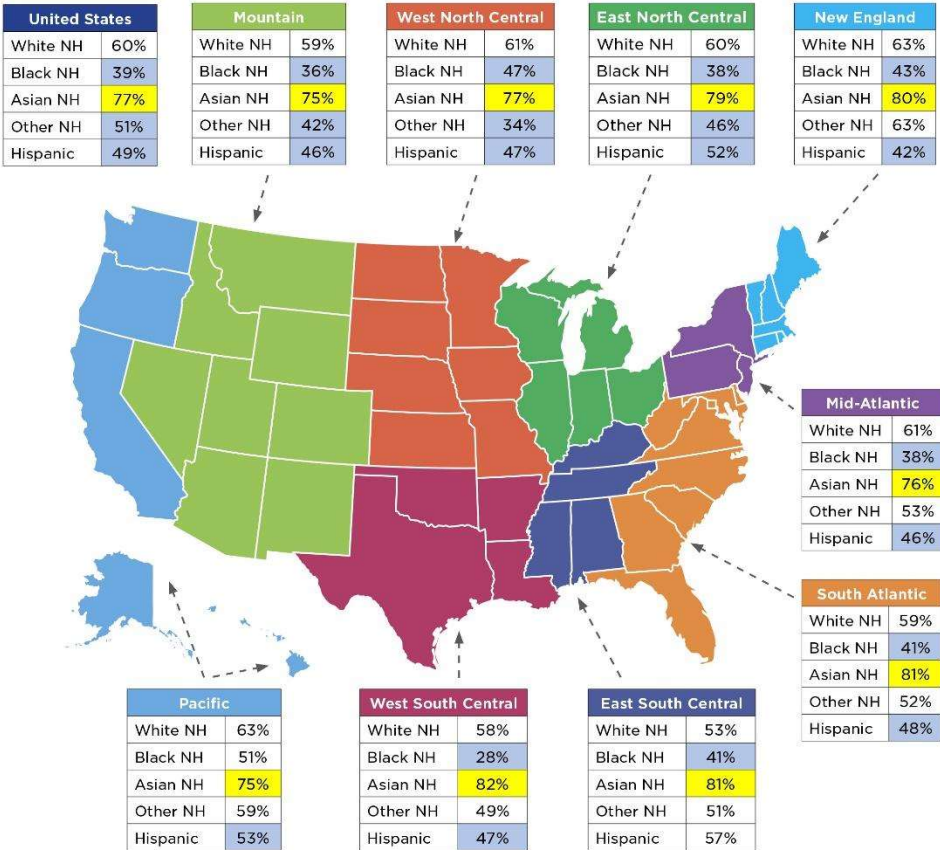 United States
White NH 60%
Black NH 39%
Asian NH 77%
Other NH 51%
Hispanic 49%
Mountain
White NH 59%
Black NH 36%
Asian NH 75%
Other NH 42%
Hispanic 46%
West North Central
White NH 61%
Black NH 47%
Asian NH 77%
Other NH 34%
Hispanic 47%
East North Central
White NH 60%
Black NH 38%
Asian NH 79%
Other NH 46%
Hispanic 52%
New England
White NH 63%
Black NH 43%
Asian NH 80%
Other NH 63%
Hispanic 42%
Mid-Atlantic
White NH 61%
Black NH 38%
Asian NH 76%
Other NH 53%
Hispanic 46%
South Atlantic
White NH 59%
Black NH 41%
Asian NH 81%
Other NH 52%
Hispanic 48%
Pacific
White NH 63%
Black NH 51%
Asian NH 75%
Other NH 59%
Hispanic 53%
West South Central
White NH 58%
Black NH 28%
Asian NH 82%
Other NH 49%
Hispanic 47%
East South Central
White NH 53%
Black NH 41%
Asian NH 81%
Other NH 51%
Hispanic 57%